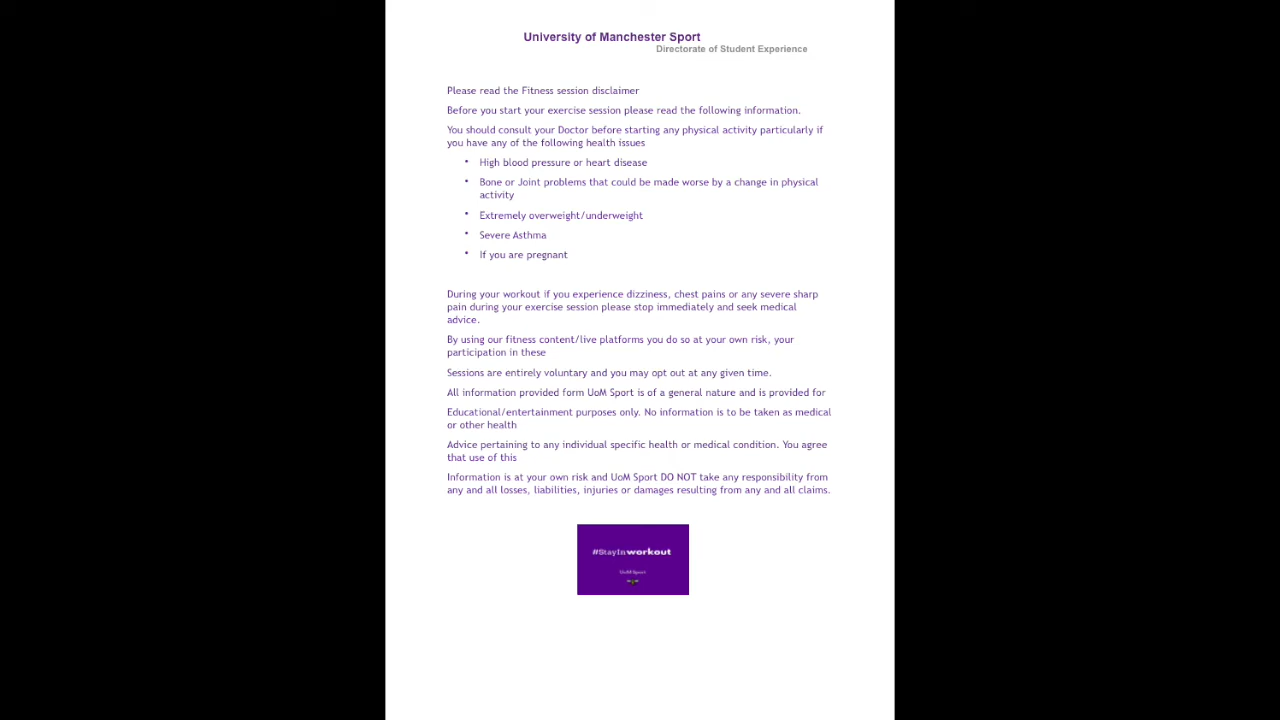 University of Manchester Sport
Directorate of Student Experience
Please read the Fitness session disclaimer
Before you start your exercise session please read the following information.
You should consult your Doctor before starting any physical activity particularly if
you have any of the following health issues
• High blood pressure or heart disease
• Bone or Joint problems that could be made worse by a change in physical
activity
• Extremely overweight/underweight
• Severe Asthma
• If you are pregnant
During your workout if you experience dizziness, chest pains or any severe sharp
pain during your exercise session please stop immediately and seek medical
advice.
By using our fitness content/live platforms you do so at your own risk, your
participation in these
Sessions are entirely voluntary and you may opt out at any given time.
All information provided form UoM Sport is of a general nature and is provided for
Educational/entertainment purposes only. No information is to be taken as medical
or other health
Advice pertaining to any individual specific health or medical condition. You agree
that use of this
Information is at your own risk and UoM Sport DO NOT take any responsibility from
any and all losses, liabilities, injuries or damages resulting from any and all claims.
#StayInworkout
UoM Sport